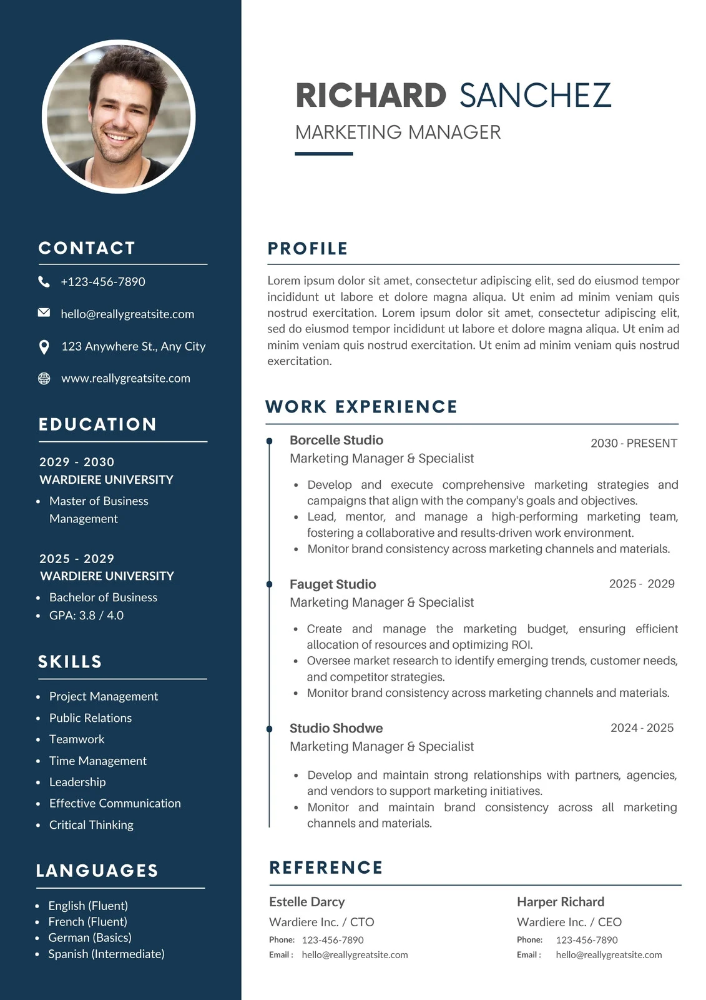 RICHARD SANCHEZ
MARKETING MANAGER
CONTACT
+123-456-7890
hello@reallygreatsite.com
123 Anywhere St., Any City
www.reallygreatsite.com
EDUCATION
2029 - 2030
WARDIERE UNIVERSITY
• Master of Business
Management
2025 - 2029
WARDIERE UNIVERSITY
• Bachelor of Business
• GPA: 3.8 / 4.0
SKILLS
• Project Management
• Public Relations
• Teamwork
• Time Management
• Leadership
• Effective Communication
• Critical Thinking
LANGUAGES
• English (Fluent)
• French (Fluent)
• German (Basics)
• Spanish (Intermediate)
PROFILE
Lorem ipsum dolor sit amet, consectetur adipiscing elit, sed do eiusmod tempor
incididunt ut labore et dolore magna aliqua. Ut enim ad minim veniam quis
nostrud exercitation. Lorem ipsum dolor sit amet, consectetur adipiscing elit,
sed do eiusmod tempor incididunt ut labore et dolore magna aliqua. Ut enim ad
minim veniam quis nostrud exercitation. Ut enim ad minim veniam quis nostrud
exercitation.
WORK EXPERIENCE
Borcelle Studio 2030 - PRESENT
Marketing Manager & Specialist
• Develop and execute comprehensive marketing strategies and
campaigns that align with the company's goals and objectives.
• Lead, mentor, and manage a high-performing marketing team,
fostering a collaborative and results-driven work environment.
• Monitor brand consistency across marketing channels and materials.
Fauget Studio 2025 - 2029
Marketing Manager & Specialist
• Create and manage the marketing budget, ensuring efficient
allocation of resources and optimizing ROI.
• Oversee market research to identify emerging trends, customer needs,
and competitor strategies.
• Monitor brand consistency across marketing channels and materials.
Studio Shodwe 2024 - 2025
Marketing Manager & Specialist
• Develop and maintain strong relationships with partners, agencies,
and vendors to support marketing initiatives.
• Monitor and maintain brand consistency across all marketing
channels and materials.
REFERENCE
Estelle Darcy
Wardiere Inc. / CTO
Phone: 123-456-7890
Email : hello@reallygreatsite.com
Harper Richard
Wardiere Inc. / CEO
Phone: 123-456-7890
Email : hello@reallygreatsite.com